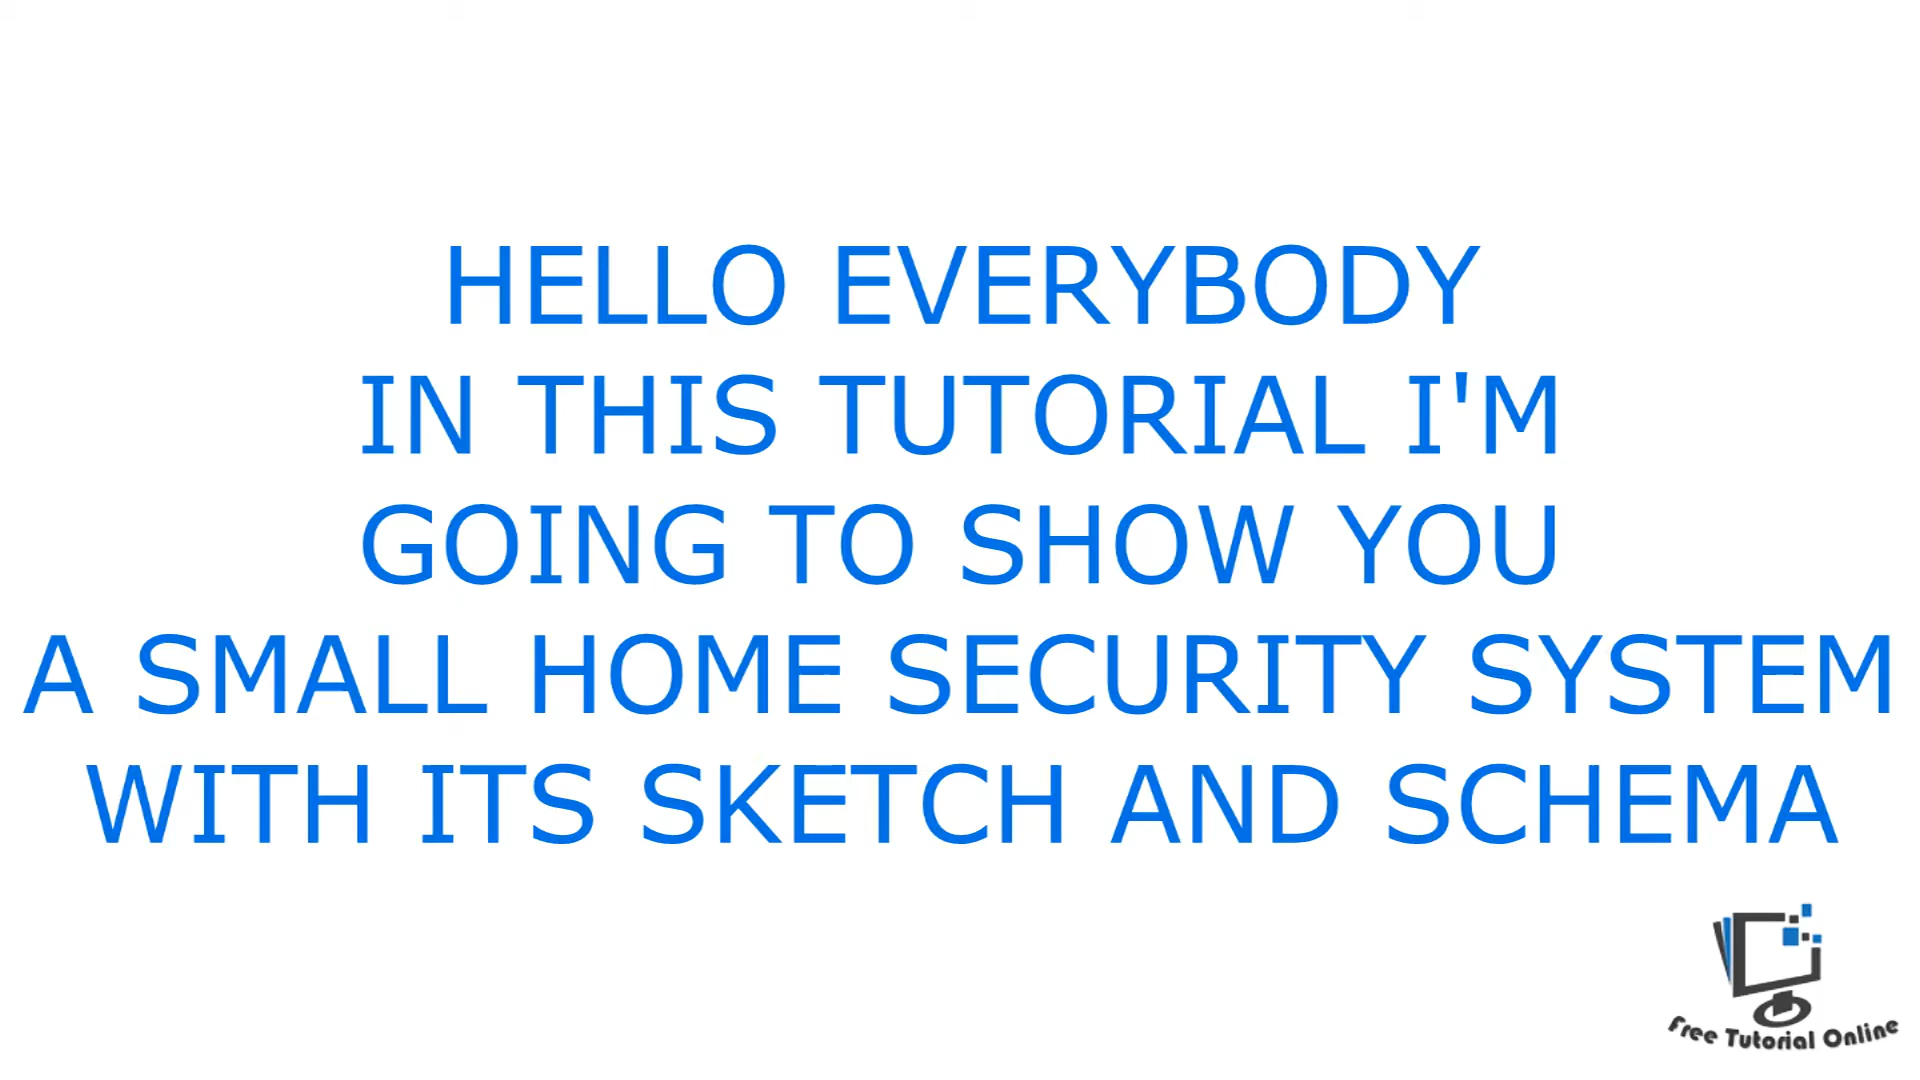 HELLO EVERYBODY
IN THIS TUTORIAL I'M
GOING TO SHOW YOU
A SMALL HOME SECURITY SYSTEM
WITH ITS SKETCH AND SCHEMA
Free Tutorial Online